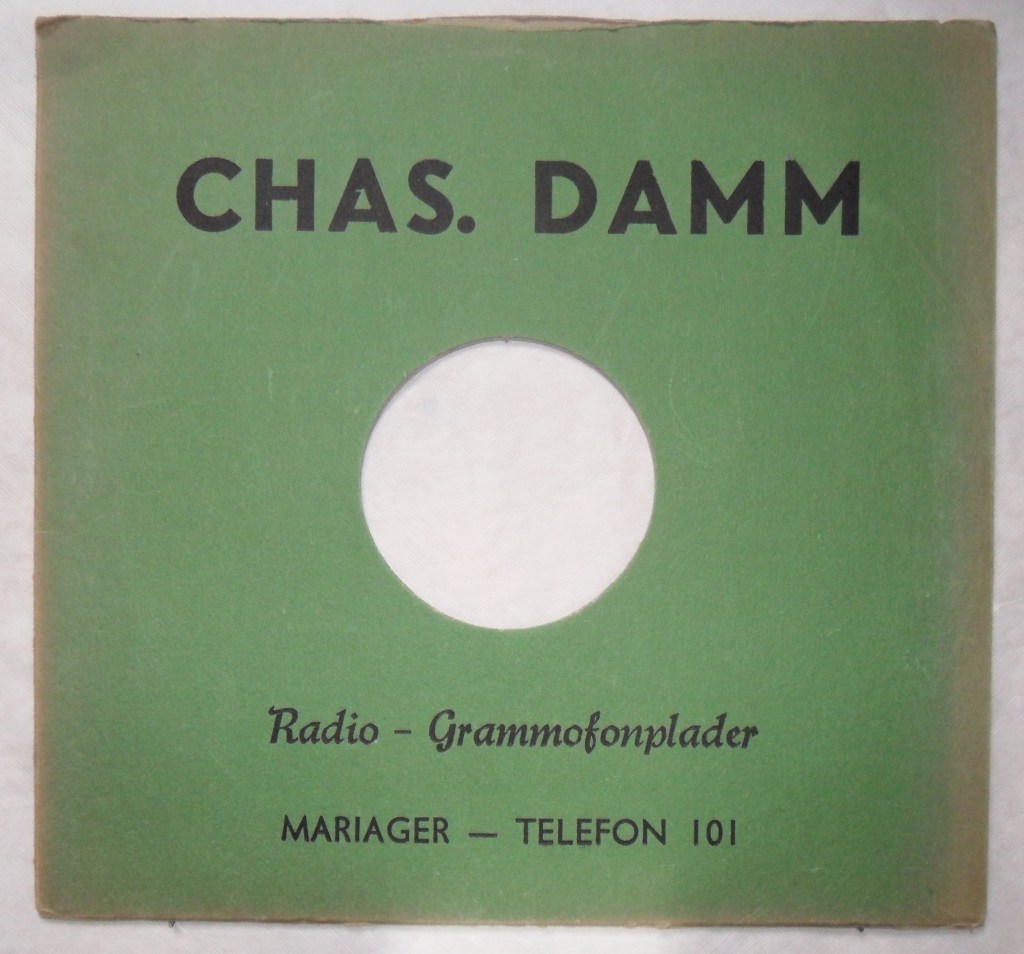 CHAS. DAMM
Radio - Grammofonplader
MARIAGER — TELEFON 101